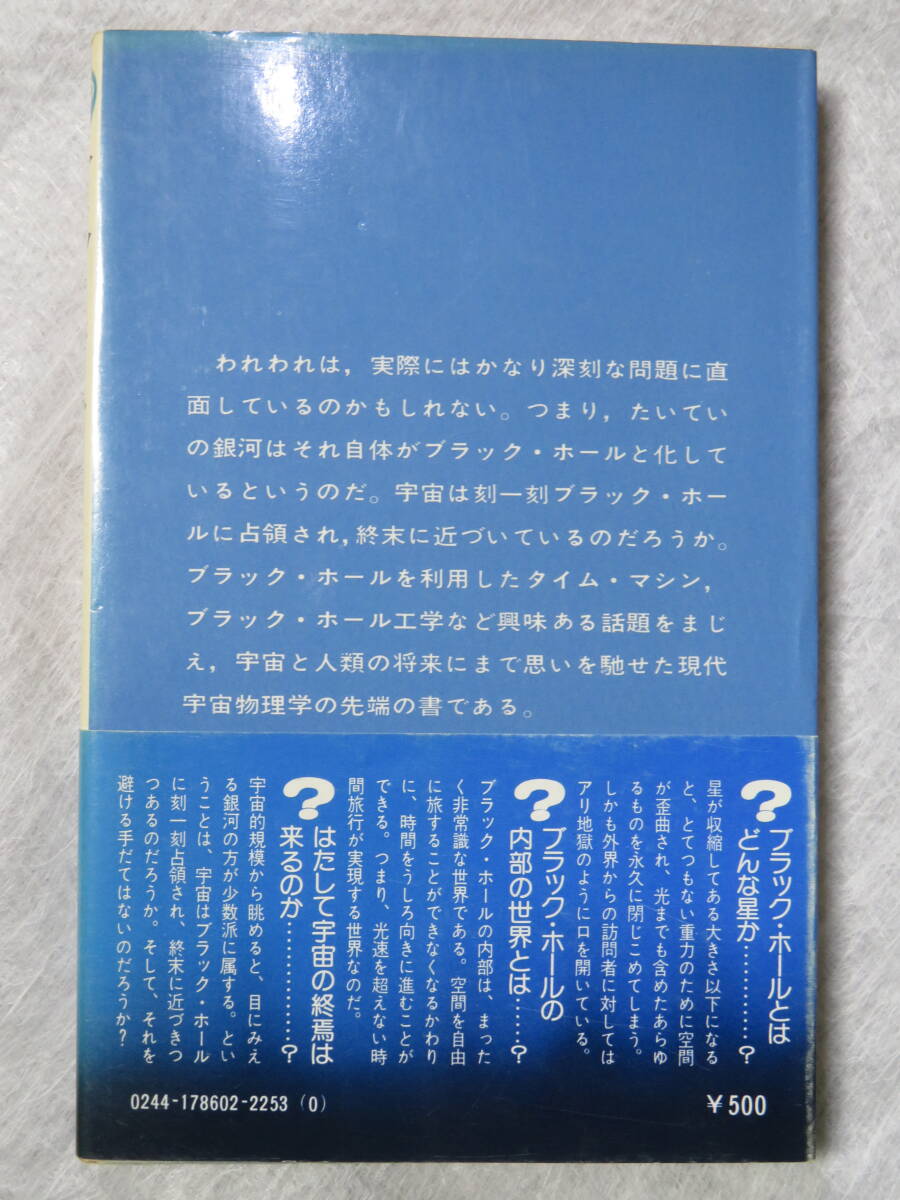 われわれは，実際にはかなり深刻な問題に直
面しているのかもしれない。つまり，たいてい
の銀河はそれ自体がブラック・ホールと化して
いるというのだ。宇宙は刻一刻ブラック・ホー
ルに占領され，終末に近づいているのだろうか。
ブラック・ホールを利用したタイム・マシン，
ブラック・ホール工学など興味ある話題をまじ
え，宇宙と人類の将来にまで思いを馳せた現代
宇宙物理学の先端の書である。
?
ブラック・ホールとは
どんな星か…………?
星が収縮してある大きさ以下になる
と、とてつもない重力のために空間
が歪曲され、光までも含めたあらゆ
るものを永久に閉じこめてしまう。
しかも外界からの訪問者に対しては
アリ地獄のように口を開いている。
?
ブラック・ホールの
内部の世界とは……?
ブラック・ホールの内部は、まった
く非常識な世界である。空間を自由
に旅することができなくなるかわり
に、時間をうしろ向きに進むことが
できる。つまり、光速を超えない時
間旅行が実現する世界なのだ。
?
はたして宇宙の終焉は
来るのか……………?
宇宙的規模から眺めると、目にみえ
る銀河の方が少数派に属する。とい
うことは、宇宙はブラック・ホール
に刻一刻占領され、終末に近づきつ
つあるのだろうか。そして、それを
避ける手だてはないのだろうか?
0244-178602-2253 (0)
￥500